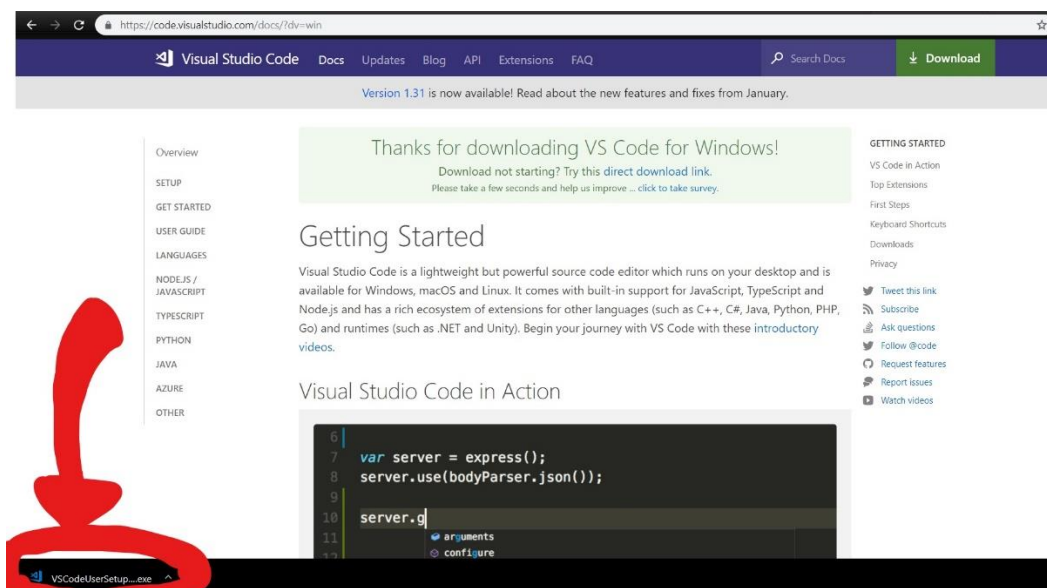 https://code.visualstudio.com/docs/?dv=win
Visual Studio Code Docs Updates Blog API Extensions FAQ Search Docs Download
Version 1.31 is now available! Read about the new features and fixes from January.
Overview
SETUP
GET STARTED
USER GUIDE
LANGUAGES
NODE.JS /
JAVASCRIPT
TYPESCRIPT
PYTHON
JAVA
AZURE
OTHER
Thanks for downloading VS Code for Windows!
Download not starting? Try this direct download link.
Please take a few seconds and help us improve ... click to take survey.
Getting Started
Visual Studio Code is a lightweight but powerful source code editor which runs on your desktop and is
available for Windows, macOS and Linux. It comes with built-in support for JavaScript, TypeScript and
Node.js and has a rich ecosystem of extensions for other languages (such as C++, C#, Java, Python, PHP,
Go) and runtimes (such as .NET and Unity). Begin your journey with VS Code with these introductory
videos.
Visual Studio Code in Action
6
7 var server = express();
8 server.use(bodyParser.json());
9
10 server.g
11 arguments
12 configure
GETTING STARTED
VS Code in Action
Top Extensions
First Steps
Keyboard Shortcuts
Downloads
Privacy
Tweet this link
Subscribe
Ask questions
Follow @code
Request features
Report issues
Watch videos
VSCodeUserSetup....exe